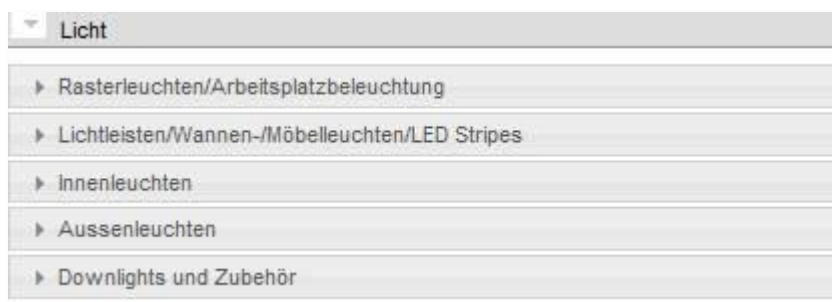 Licht
Rasterleuchten/Arbeitsplatzbeleuchtung
Lichtleisten/Wannen-/Möbelleuchten/LED Stripes
Innenleuchten
Aussenleuchten
Downlights und Zubehör